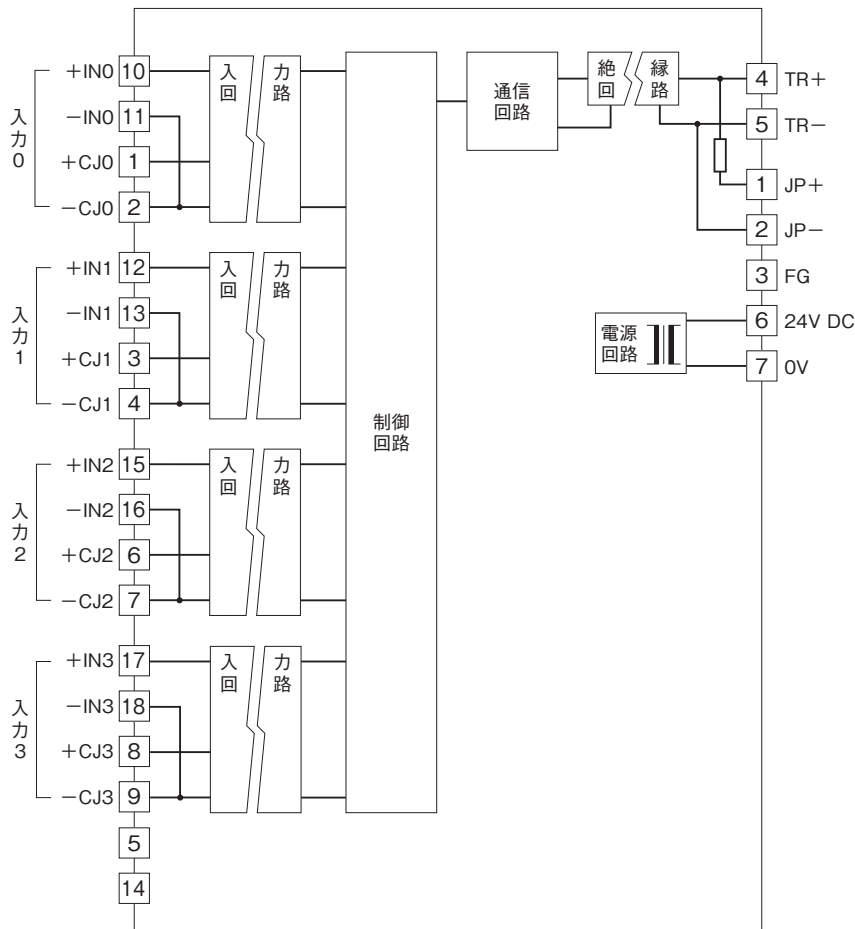 入力0
+IN0 10
−IN0 11
+CJ0 1
−CJ0 2
入 力
回 路
入力1
+IN1 12
−IN1 13
+CJ1 3
−CJ1 4
入 力
回 路
入力2
+IN2 15
−IN2 16
+CJ2 6
−CJ2 7
入 力
回 路
入力3
+IN3 17
−IN3 18
+CJ3 8
−CJ3 9
入 力
回 路
5
14
制御
回路
通信
回路
絶 縁
回 路
4 TR+
5 TR−
1 JP+
2 JP−
3 FG
6 24V DC
7 0V
電源
回路